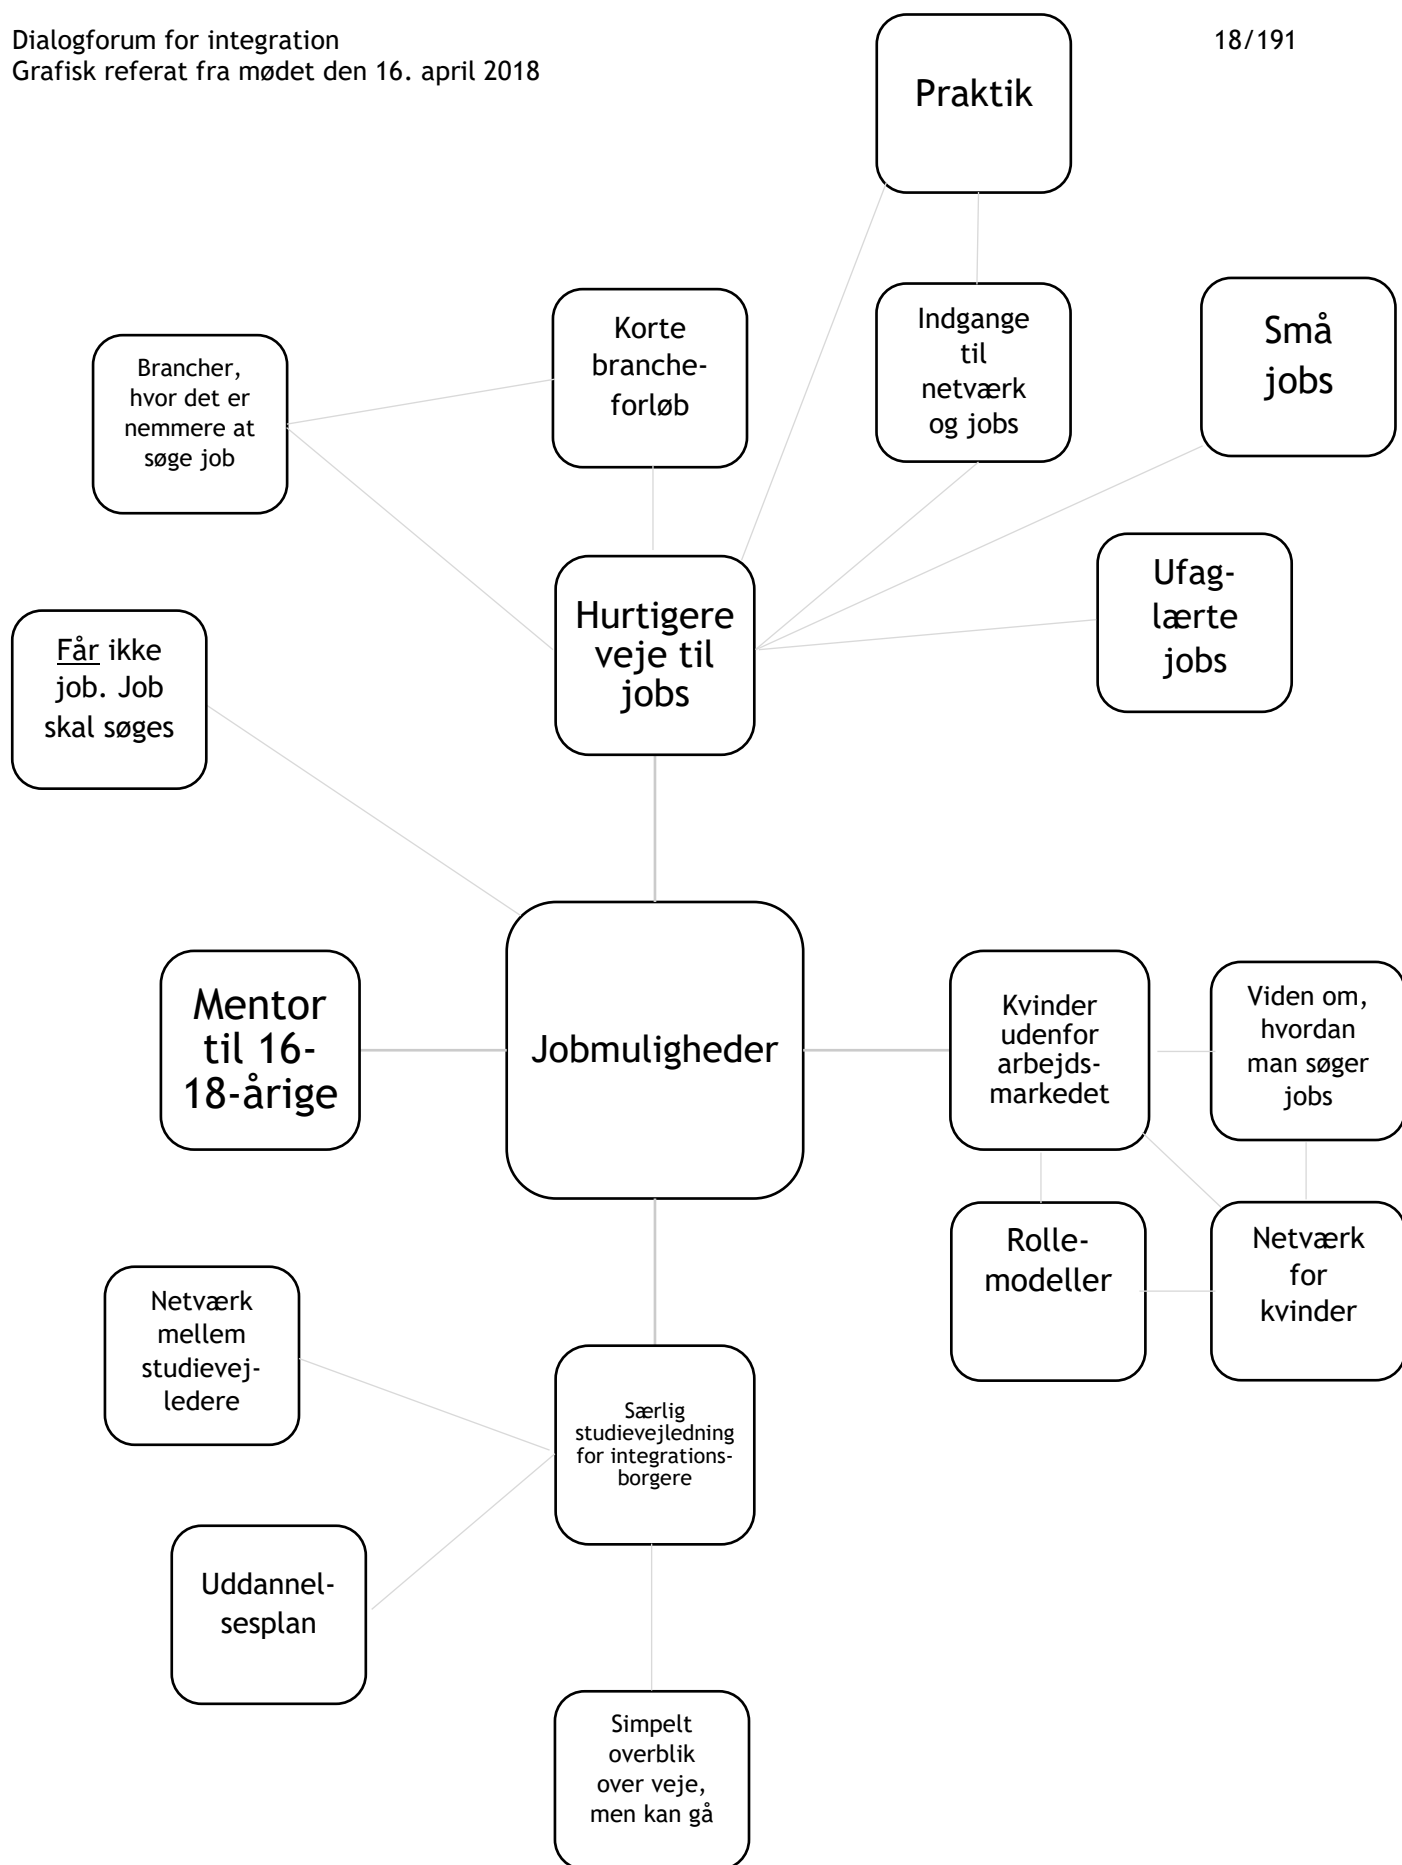 Dialogforum for integration
18/191
Grafisk referat fra mødet den 16. april 2018
Praktik
Korte
branche-
forløb
Indgange
til
netværk
og jobs
Små
jobs
Brancher,
hvor det er
nemmere at
søge job
Hurtigere
veje til
jobs
Ufag-
lærte
jobs
Får ikke
job. Job
skal søges
Mentor
til 16-
18-årige
Jobmuligheder
Kvinder
udenfor
arbejds-
markedet
Viden om,
hvordan
man søger
jobs
Rolle-
modeller
Netværk
for
kvinder
Netværk
mellem
studievej-
ledere
Særlig
studievejledning
for integrations-
borgere
Uddannel-
sesplan
Simpelt
overblik
over veje,
men kan gå